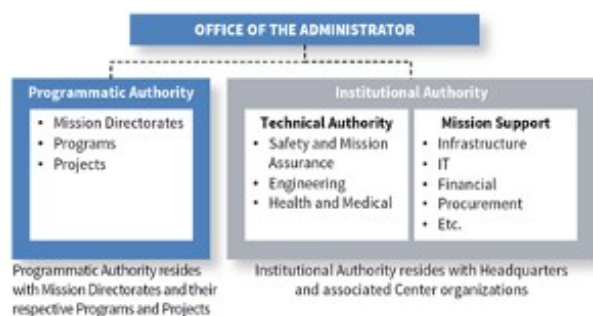 OFFICE OF THE ADMINISTRATOR
Programmatic Authority
• Mission Directorates
• Programs
• Projects
Institutional Authority
Technical Authority
• Safety and Mission
Assurance
• Engineering
• Health and Medical
Mission Support
• Infrastructure
• IT
• Financial
• Procurement
• Etc.
Programmatic Authority resides
with Mission Directorates and their
respective Programs and Projects
Institutional Authority resides with Headquarters
and associated Center organizations